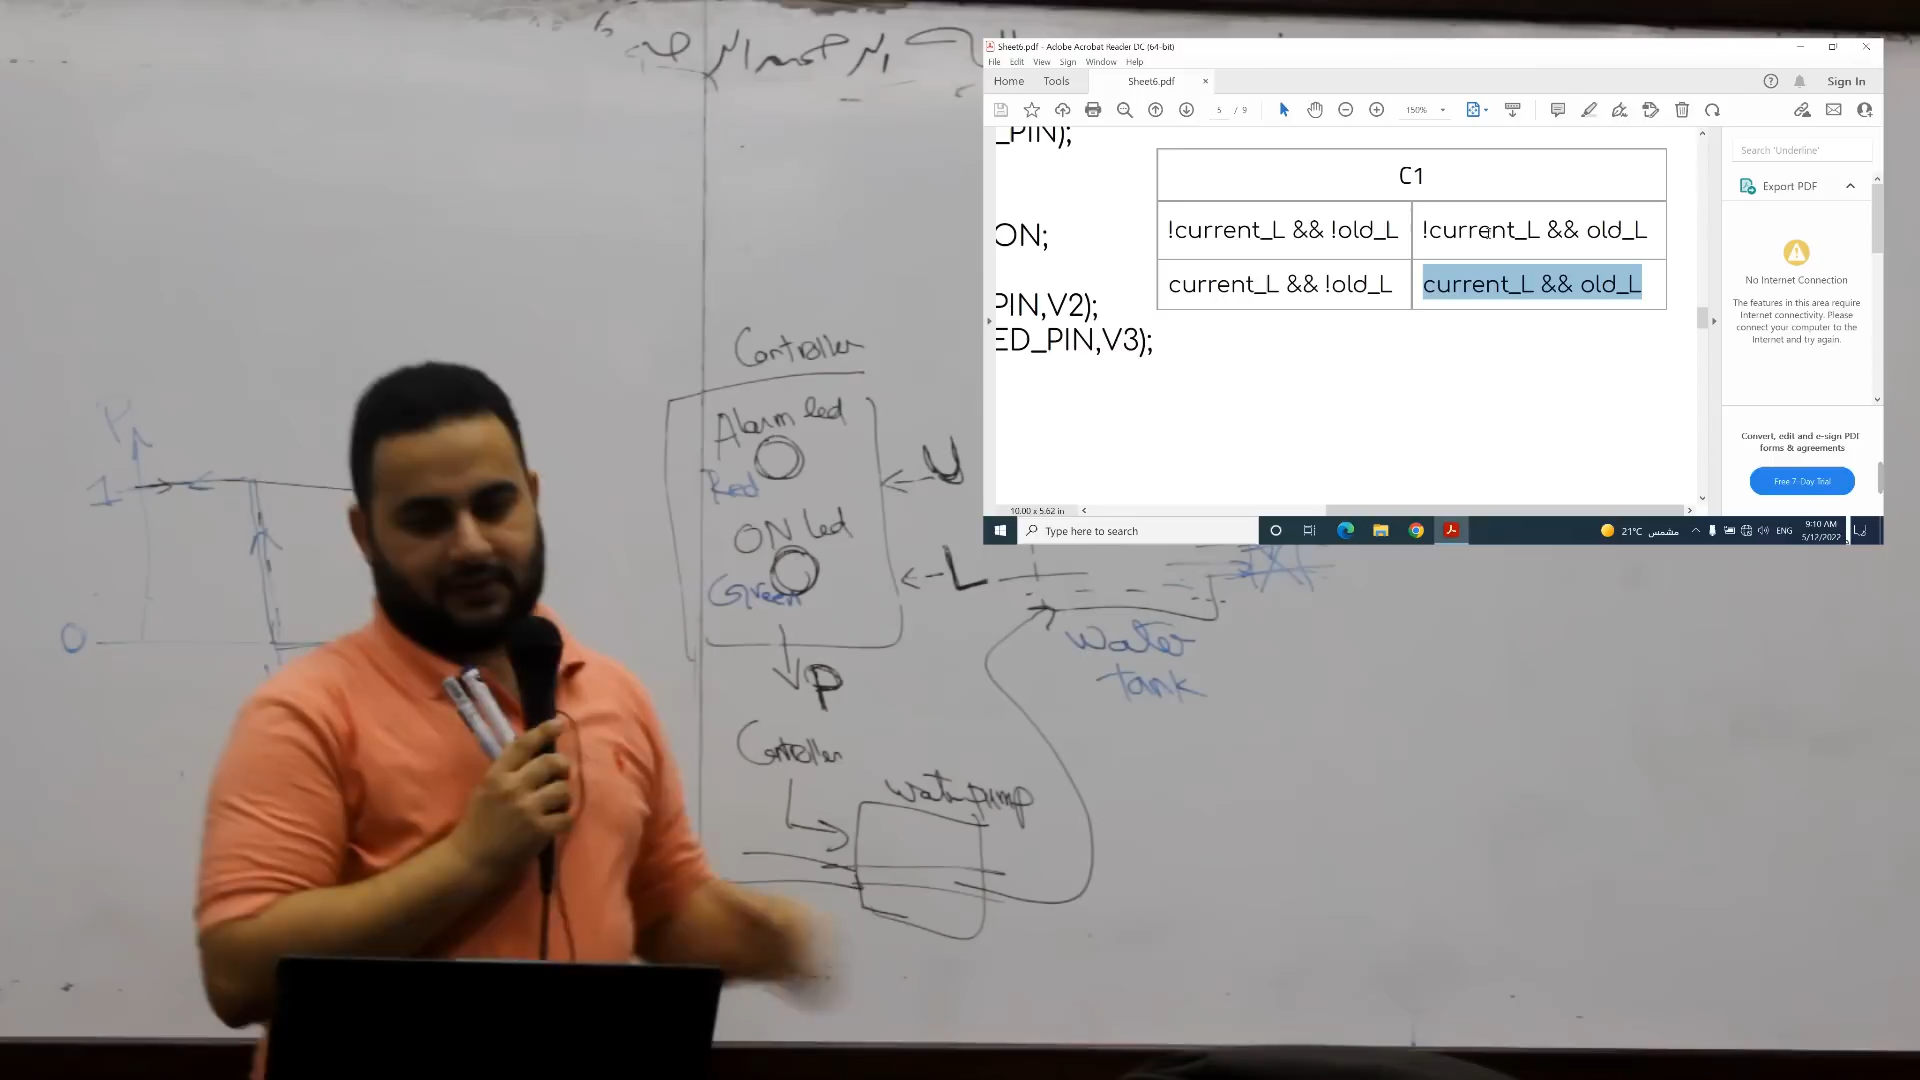 Sheet6.pdf - Adobe Acrobat Reader DC (64-bit)
File Edit View Sign Window Help
Home Tools Sheet6.pdf × Sign In
5 / 9 150%
_PIN);
ON;
PIN,V2);
ED_PIN,V3);
C1
!current_L && !old_L
!current_L && old_L
current_L && !old_L
current_L && old_L
Search 'Underline'
Export PDF
No Internet Connection
The features in this area require
Internet connectivity. Please
connect your computer to the
Internet and try again.
Convert, edit and e-sign PDF
forms & agreements
Free 7-Day Trial
10.00 x 5.62 in
Type here to search
21°C مشمس
ENG
9:10 AM
5/12/2022
P
1
0
Controller
Alarm led
Red
ON led
Green
U
L
P
Water
tank
Controller
water pump